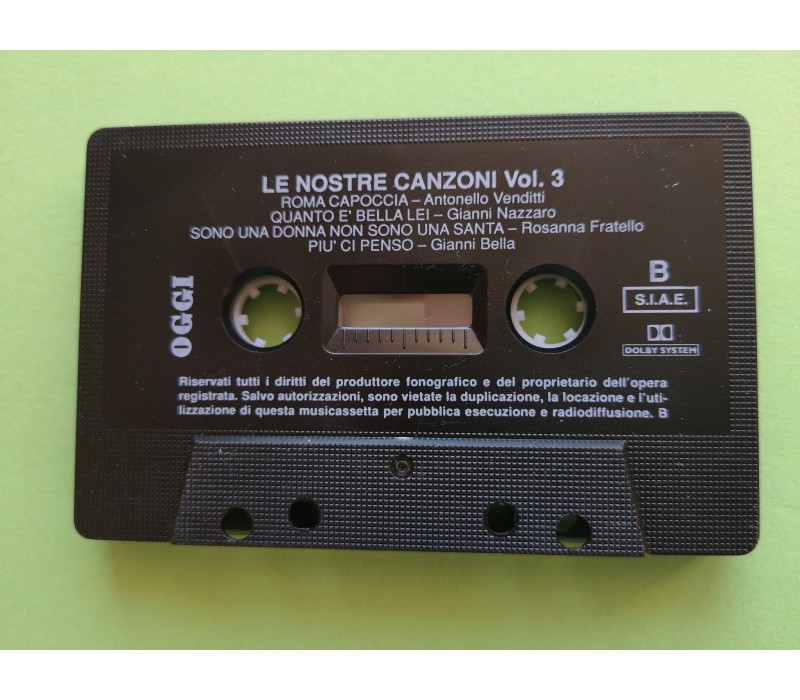 LE NOSTRE CANZONI Vol. 3
ROMA CAPOCCIA – Antonello Venditti
QUANTO E' BELLA LEI – Gianni Nazzaro
SONO UNA DONNA NON SONO UNA SANTA – Rosanna Fratello
PIU' CI PENSO – Gianni Bella
OGGI
B
S.I.A.E.
DOLBY SYSTEM
Riservati tutti i diritti del produttore fonografico e del proprietario dell'opera
registrata. Salvo autorizzazioni, sono vietate la duplicazione, la locazione e l'uti-
lizzazione di questa musicassetta per pubblica esecuzione e radiodiffusione. B